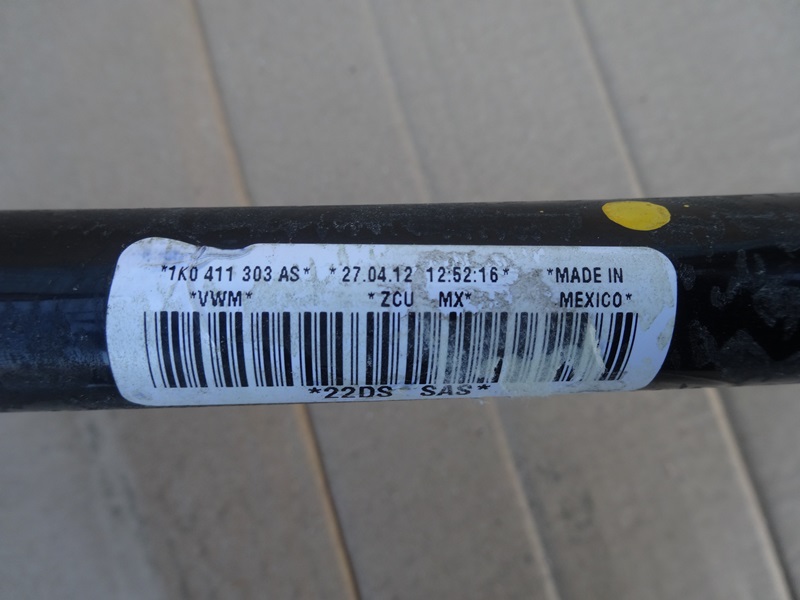 *1K0 411 303 AS* *27.04.12 12:52:16* *MADE IN
*VWM* *ZCU MX* MEXICO*
*22DS SAS*